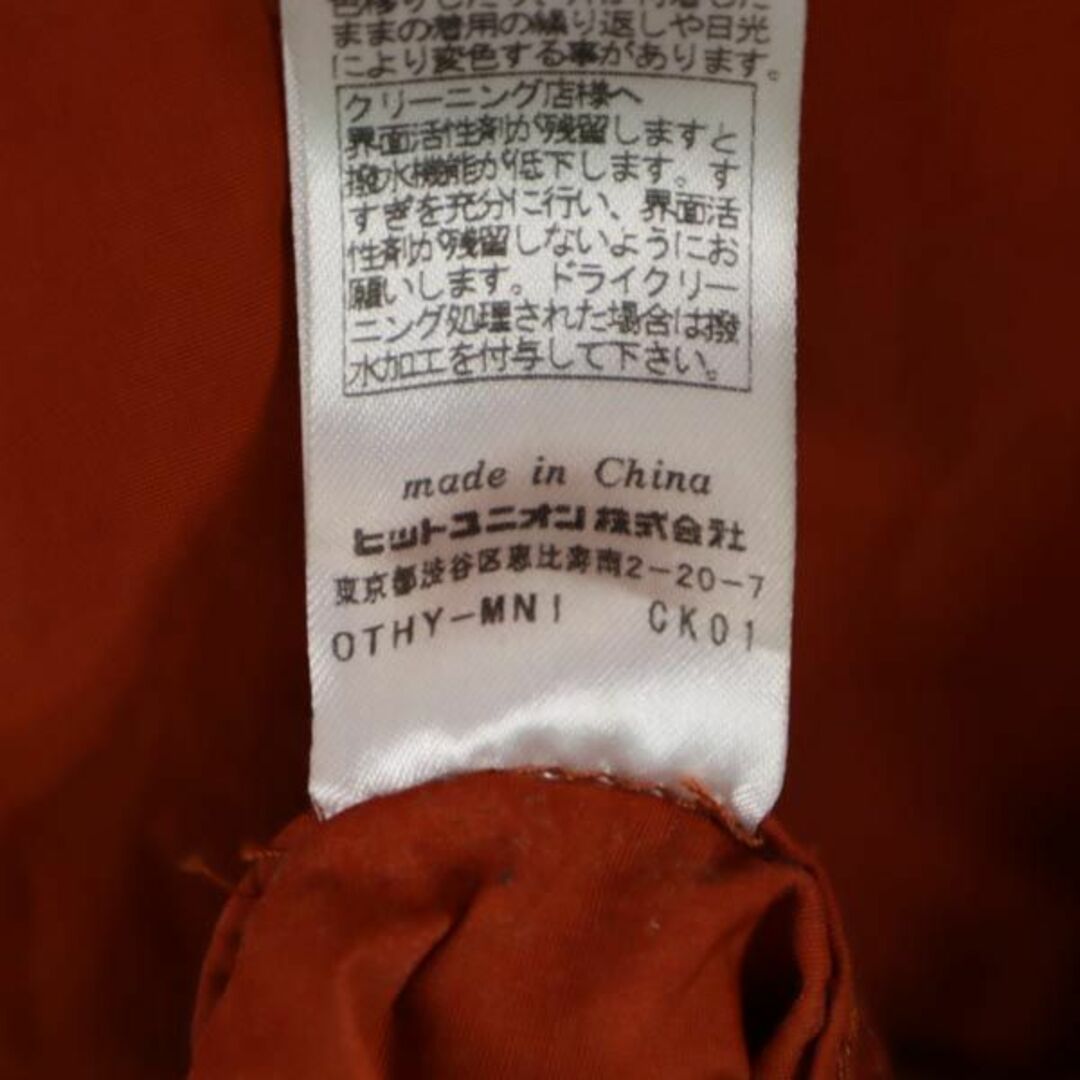 ままの着用の繰り返しや日光
により変色する事があります。
クリーニング店様へ
界面活性剤が残留しますと
撥水機能が低下します。す
すぎを充分に行い、界面活
性剤が残留しないようにお
願いします。ドライクリー
ニング処理された場合は撥
水加工を付与して下さい。
made in China
ヒットユニオン株式会社
東京都渋谷区恵比寿南2-20-7
OTHY-MNI CK01